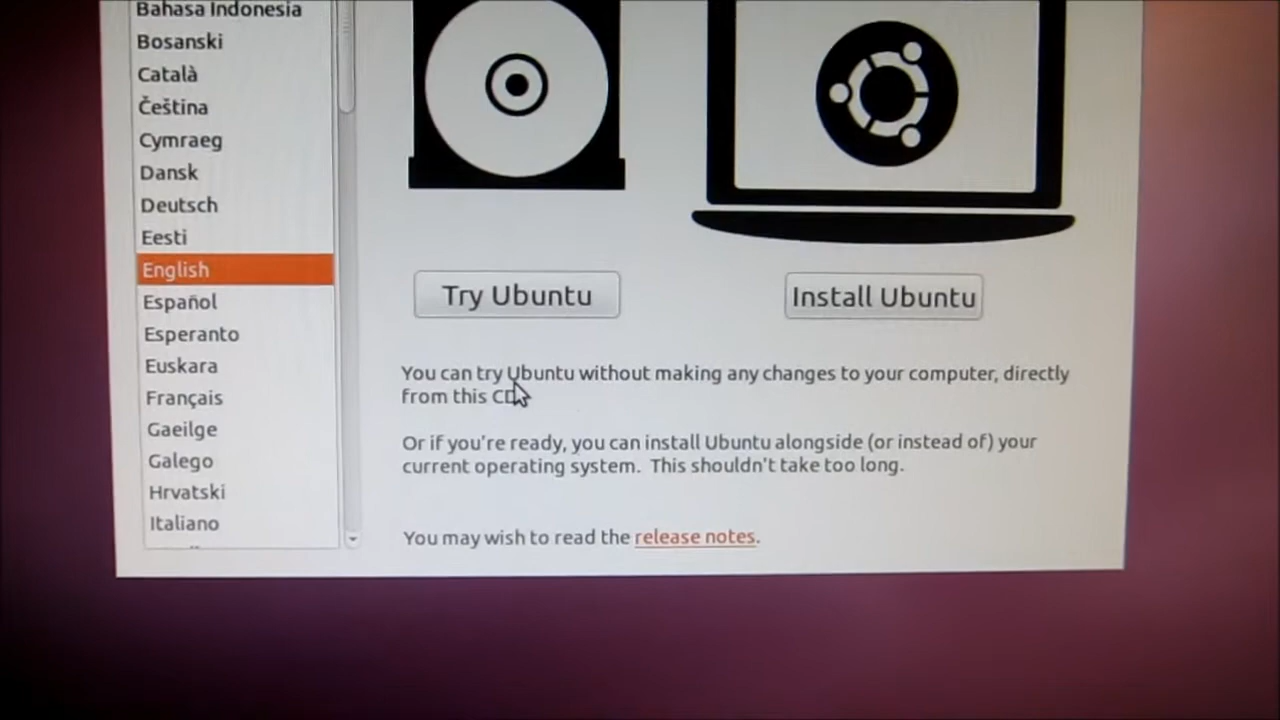 Bahasa Indonesia
Bosanski
Català
Čeština
Cymraeg
Dansk
Deutsch
Eesti
English
Español
Esperanto
Euskara
Français
Gaeilge
Galego
Hrvatski
Italiano
Try Ubuntu
Install Ubuntu
You can try Ubuntu without making any changes to your computer, directly
from this CD.
Or if you're ready, you can install Ubuntu alongside (or instead of) your
current operating system. This shouldn't take too long.
You may wish to read the release notes.